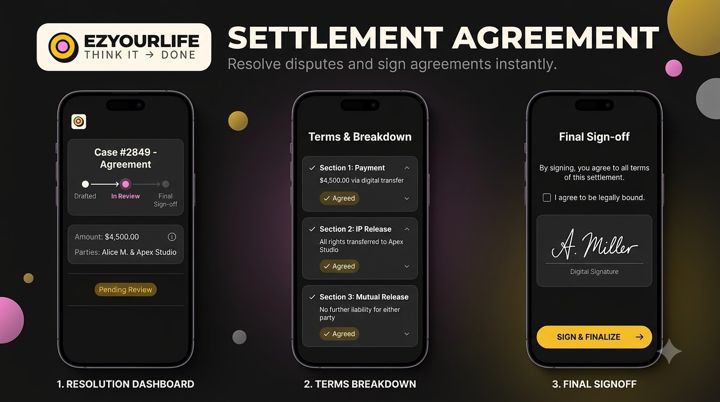 EZYOURLIFE
THINK IT → DONE
SETTLEMENT AGREEMENT
Resolve disputes and sign agreements instantly.
Case #2849 -
Agreement
Drafted
In Review
Final
Sign-off
Amount: $4,500.00
Parties: Alice M. & Apex Studio
Pending Review
1. RESOLUTION DASHBOARD
Terms & Breakdown
Section 1: Payment
$4,500.00 via digital transfer
Agreed
Section 2: IP Release
All rights transferred to Apex
Studio
Agreed
Section 3: Mutual Release
No further liability for either
party
Agreed
2. TERMS BREAKDOWN
Final Sign-off
By signing, you agree to all terms
of this settlement.
I agree to be legally bound.
A. Miller
Digital Signature
SIGN & FINALIZE →
3. FINAL SIGNOFF